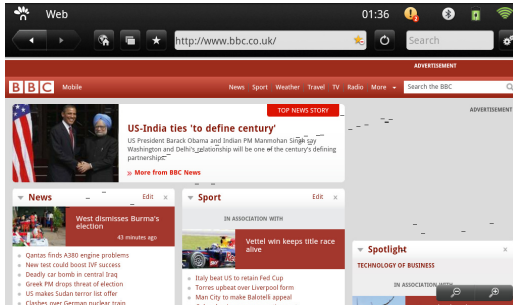 Web 01:36
http://www.bbc.co.uk/ Search
ADVERTISEMENT
BBC Mobile News Sport Weather Travel TV Radio More Search the BBC
ADVERTISEMENT
TOP NEWS STORY
US-India ties 'to define century'
US President Barack Obama and Indian PM Manmohan Singh say
Washington and Delhi's relationship will be one of the century's defining
partnerships.
» More from BBC News
News Edit ×
West dismisses Burma's
election
43 minutes ago
Qantas finds A380 engine problems
New test could boost IVF success
Deadly car bomb in central Iraq
Greek PM drops threat of election
US makes Sudan terror list offer
Clashes over German nuclear train
Sport Edit ×
IN ASSOCIATION WITH
Vettel win keeps title race
alive
Italy beat US to retain Fed Cup
Torres upbeat over Liverpool form
Man City to make Balotelli appeal
Spotlight ×
TECHNOLOGY OF BUSINESS
IN ASSOCIATION